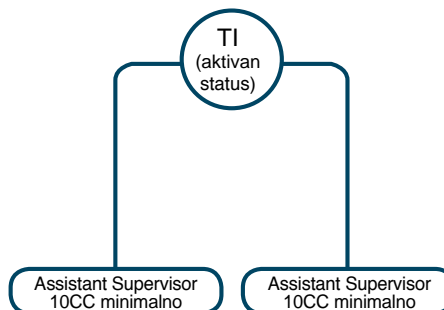 TI
(aktivan
status)
Assistant Supervisor
10CC minimalno
Assistant Supervisor
10CC minimalno